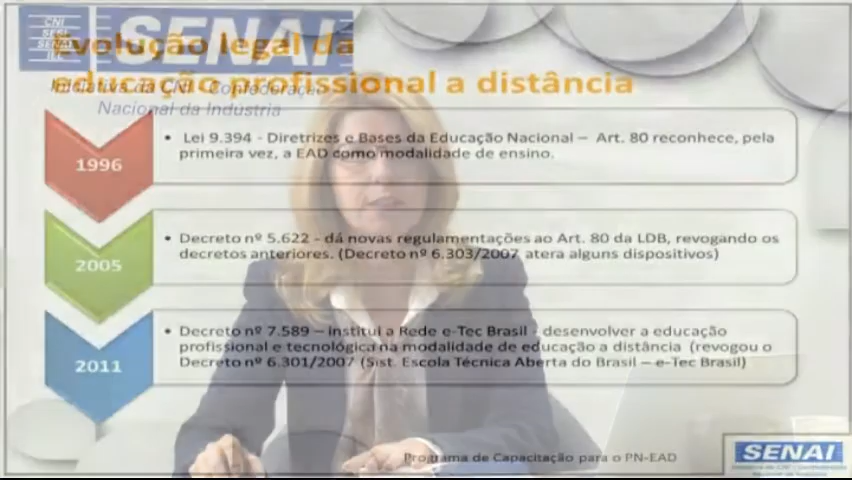 CNI
SESI
SENAI
IEL
SENAI
Iniciativa da CNI - Confederação
Nacional da Indústria
Evolução legal da
educação profissional a distância
1996
• Lei 9.394 - Diretrizes e Bases da Educação Nacional – Art. 80 reconhece, pela
primeira vez, a EAD como modalidade de ensino.
2005
• Decreto nº 5.622 - dá novas regulamentações ao Art. 80 da LDB, revogando os
decretos anteriores. (Decreto nº 6.303/2007 atera alguns dispositivos)
2011
• Decreto nº 7.589 – institui a Rede e-Tec Brasil - desenvolver a educação
profissional e tecnológica na modalidade de educação a distância (revogou o
Decreto nº 6.301/2007 (Sist. Escola Técnica Aberta do Brasil – e-Tec Brasil)
Programa de Capacitação para o PN-EAD
SENAI